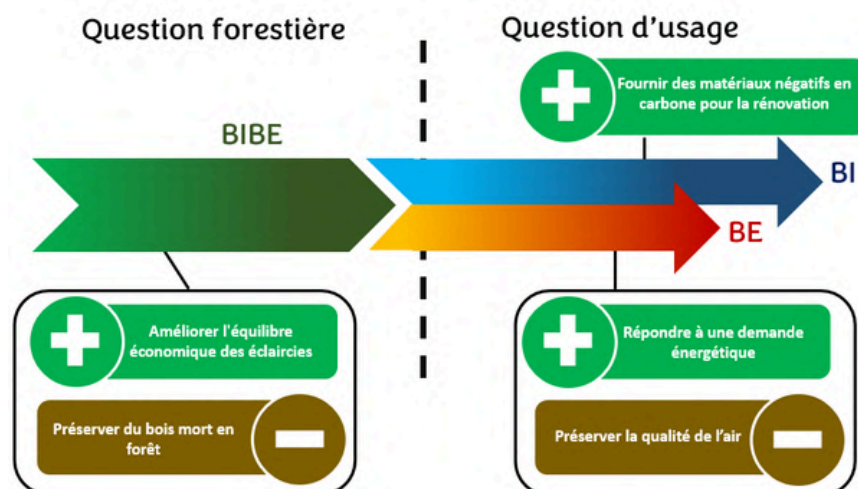 Question forestière
Question d'usage
Fournir des matériaux négatifs en
carbone pour la rénovation
BIBE
BI
BE
Améliorer l'équilibre
économique des éclaircies
Préserver du bois mort en
forêt
Répondre à une demande
énergétique
Préserver la qualité de l'air